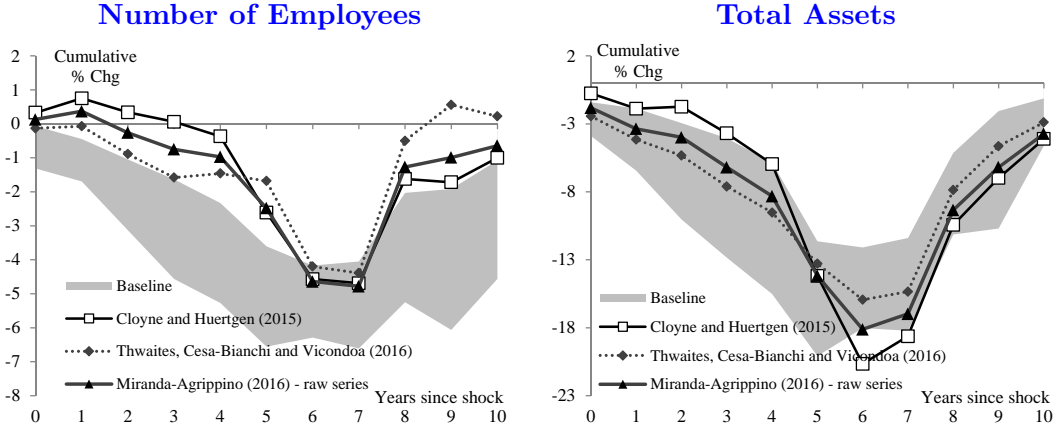 Number of Employees
Cumulative
% Chg
2
1
0
-1
-2
-3
-4
-5
-6
-7
-8
Baseline
Cloyne and Huertgen (2015)
Thwaites, Cesa-Bianchi and Vicondoa (2016)
Miranda-Agrippino (2016) - raw series
Years since shock
0 1 2 3 4 5 6 7 8 9 10
Total Assets
Cumulative
% Chg
2
-3
-8
-13
-18
-23
Baseline
Cloyne and Huertgen (2015)
Thwaites, Cesa-Bianchi and Vicondoa (2016)
Miranda-Agrippino (2016) - raw series
Years since shock
0 1 2 3 4 5 6 7 8 9 10